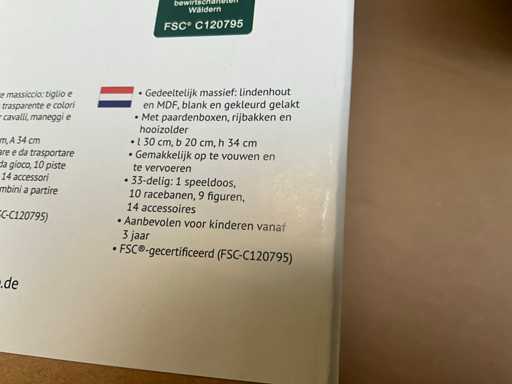 bewirtschafteten
Wäldern
FSC® C120795
e massiccio: tiglio e
trasparente e colori
cavalli, maneggi e
m, A 34 cm
are e da trasportare
da gioco, 10 piste
14 accessori
mbini a partire
SC-C120795)
.de
• Gedeeltelijk massief: lindenhout
en MDF, blank en gekleurd gelakt
• Met paardenboxen, rijbakken en
hooizolder
• l 30 cm, b 20 cm, h 34 cm
• Gemakkelijk op te vouwen en
te vervoeren
• 33-delig: 1 speeldoos,
10 racebanen, 9 figuren,
14 accessoires
• Aanbevolen voor kinderen vanaf
3 jaar
• FSC®-gecertificeerd (FSC-C120795)